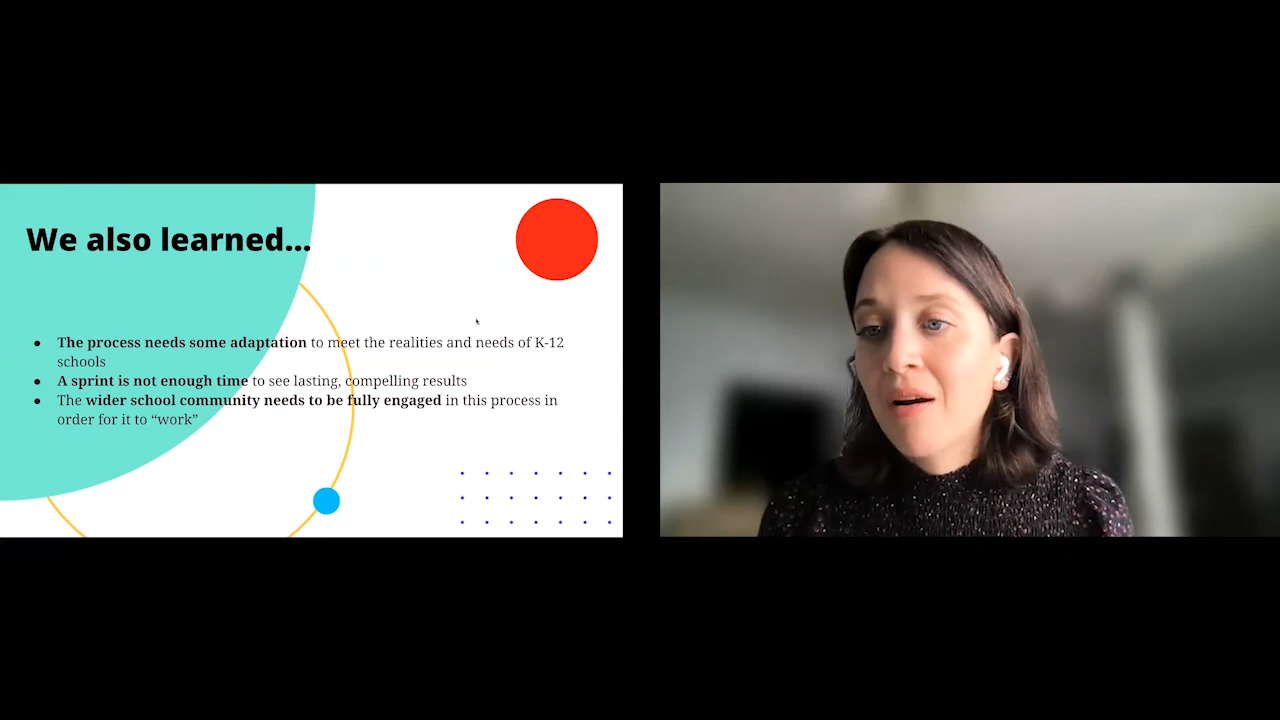 We also learned...
● The process needs some adaptation to meet the realities and needs of K-12
schools
● A sprint is not enough time to see lasting, compelling results
● The wider school community needs to be fully engaged in this process in
order for it to “work”